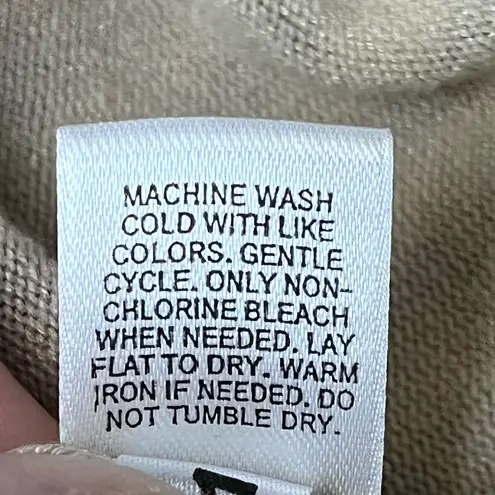 MACHINE WASH
COLD WITH LIKE
COLORS. GENTLE
CYCLE. ONLY NON-
CHLORINE BLEACH
WHEN NEEDED. LAY
FLAT TO DRY. WARM
IRON IF NEEDED. DO
NOT TUMBLE DRY.